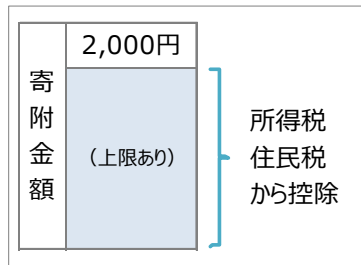 寄附金額
2,000円
（上限あり）
所得税
住民税
から控除